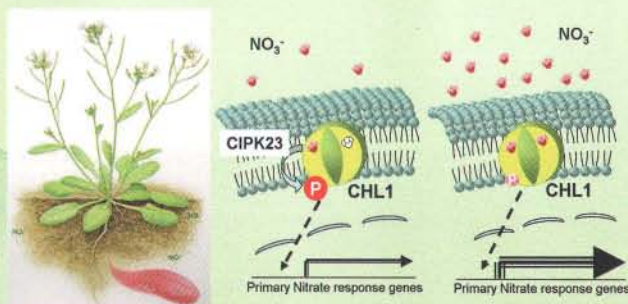 NO₃⁻
CIPK23
P
CHL1
Primary Nitrate response genes
NO₃⁻
P
CHL1
Primary Nitrate response genes